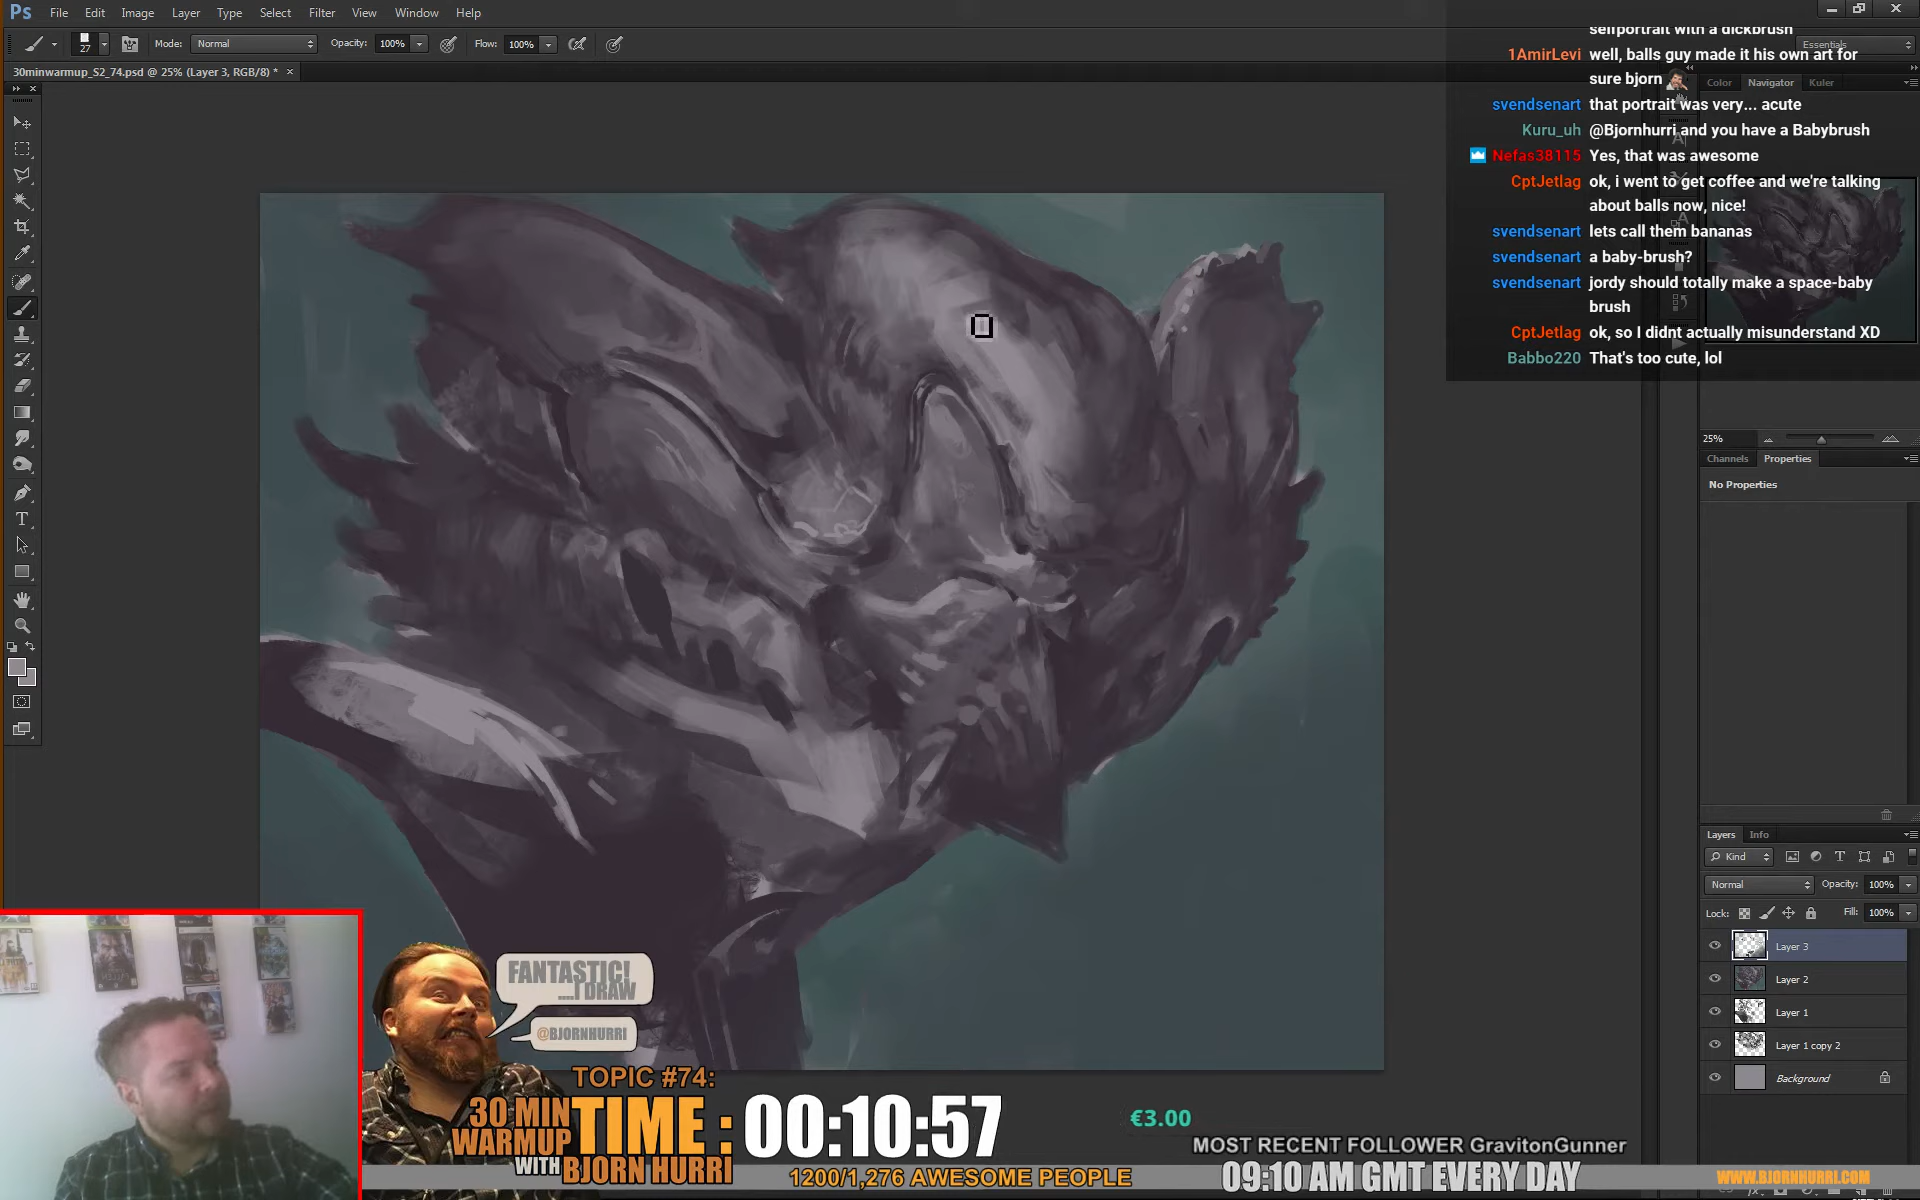 Ps File Edit Image Layer Type Select Filter View Window Help
27 Mode: Normal Opacity: 100% Flow: 100%
Essentials
30minwarmup_S2_74.psd @ 25% (Layer 3, RGB/8) *
selfportrait with a dickbrush
1AmirLevi well, balls guy made it his own art for
sure bjorn
svendsenart that portrait was very... acute
Kuru_uh @Bjornhurri and you have a Babybrush
Nefas38115 Yes, that was awesome
CptJetlag ok, i went to get coffee and we're talking
about balls now, nice!
svendsenart lets call them bananas
svendsenart a baby-brush?
svendsenart jordy should totally make a space-baby
brush
CptJetlag ok, so I didnt actually misunderstand XD
Babbo220 That's too cute, lol
Color Navigator Kuler
25%
Channels Properties
No Properties
Layers Info
Kind
Normal Opacity: 100%
Lock: Fill: 100%
Layer 3
Layer 2
Layer 1
Layer 1 copy 2
Background
FANTASTIC!
....I DRAW
@BJORNHURRI
TOPIC #74:
30 MIN
WARMUP
WITH BJORN HURRI
TIME : 00:10:57
1200/1,276 AWESOME PEOPLE
€3.00
MOST RECENT FOLLOWER GravitonGunner
09:10 AM GMT EVERY DAY
WWW.BJORNHURRI.COM